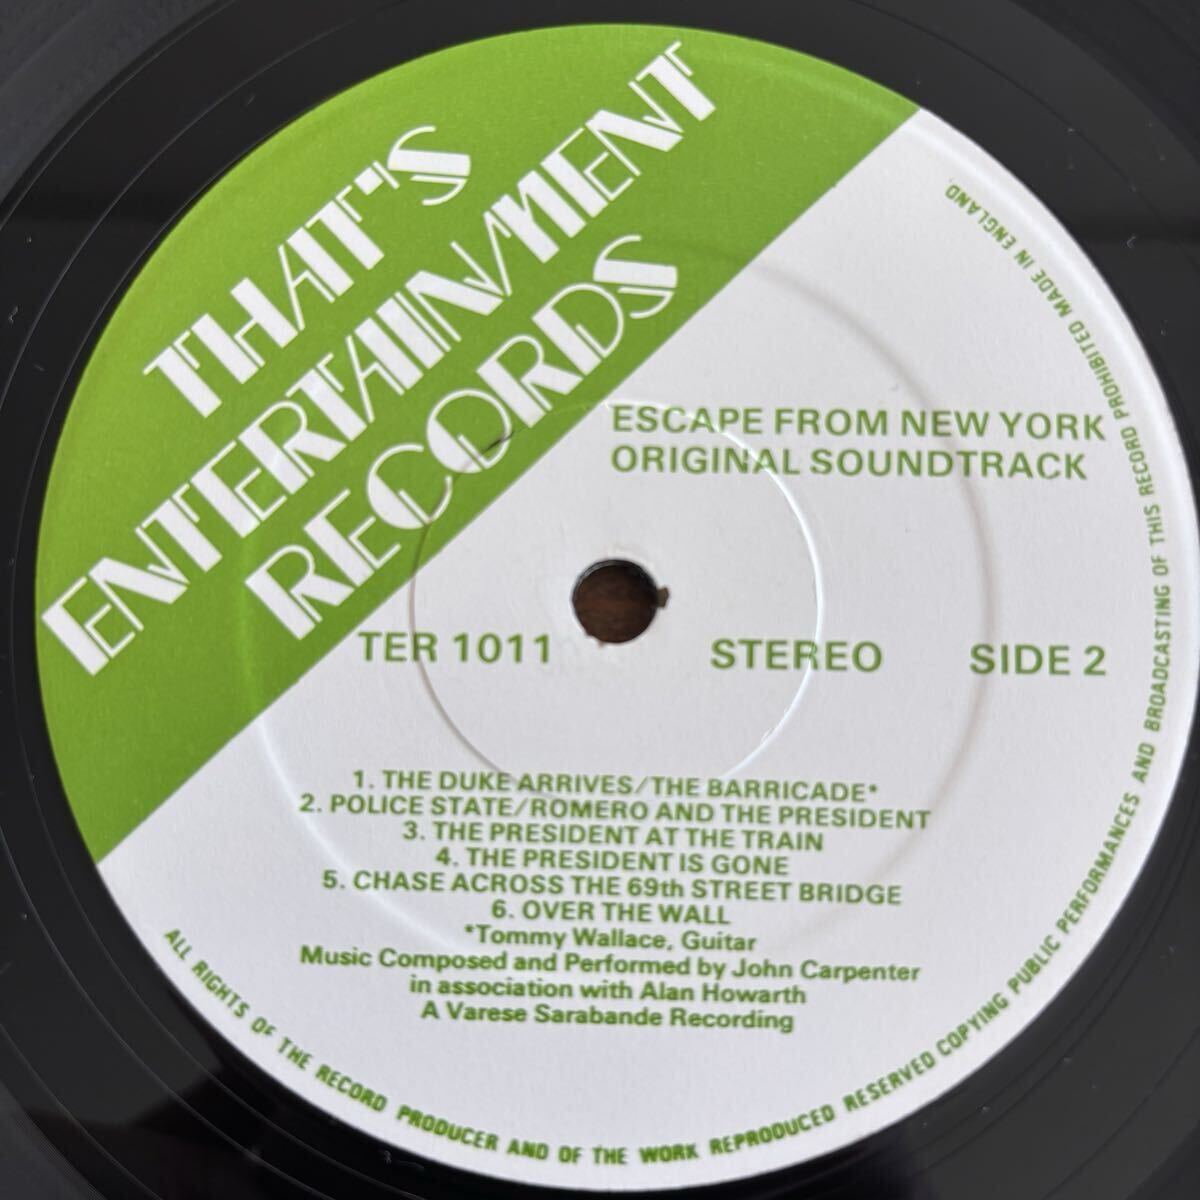 THAT'S
ENTERTAINMENT
RECORDS
ESCAPE FROM NEW YORK
ORIGINAL SOUNDTRACK
TER 1011 STEREO SIDE 2
1. THE DUKE ARRIVES/THE BARRICADE*
2. POLICE STATE/ROMERO AND THE PRESIDENT
3. THE PRESIDENT AT THE TRAIN
4. THE PRESIDENT IS GONE
5. CHASE ACROSS THE 69th STREET BRIDGE
6. OVER THE WALL
*Tommy Wallace, Guitar
Music Composed and Performed by John Carpenter
in association with Alan Howarth
A Varese Sarabande Recording
ALL RIGHTS OF THE RECORD PRODUCER AND OF THE WORK REPRODUCED RESERVED COPYING PUBLIC PERFORMANCES AND BROADCASTING OF THIS RECORD PROHIBITED MADE IN ENGLAND